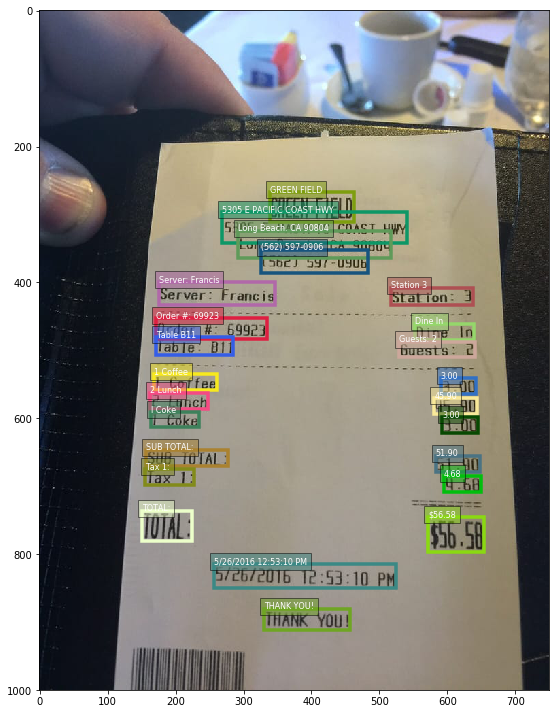 0
GREEN FIELD
GREEN FIELD
200
5305 E PACIFIC COAST HWY
COAST HWY
Long Beach, CA 90804
CA 90804
(562) 597-0906
(562) 597-0906
400
Server: Francis Station 3
Server: Francis Station: 3
Order #: 69923 Dine In
Order #: 69923 Dine In
Table B11 Guests: 2
Table: B11 Guests: 2
1 Coffee 3.00
1 Coffee 3.00
2 Lunch 45.90
2 Lunch 45.90
1 Coke 3.00
1 Coke 3.00
600
SUB TOTAL: 51.90
SUB TOTAL: 51.90
Tax 1: 4.68
Tax 1: 4.68
TOTAL: $56.58
TOTAL: $56.58
800
5/26/2016 12:53:10 PM
5/26/2016 12:53:10 PM
THANK YOU!
THANK YOU!
1000
0 100 200 300 400 500 600 700